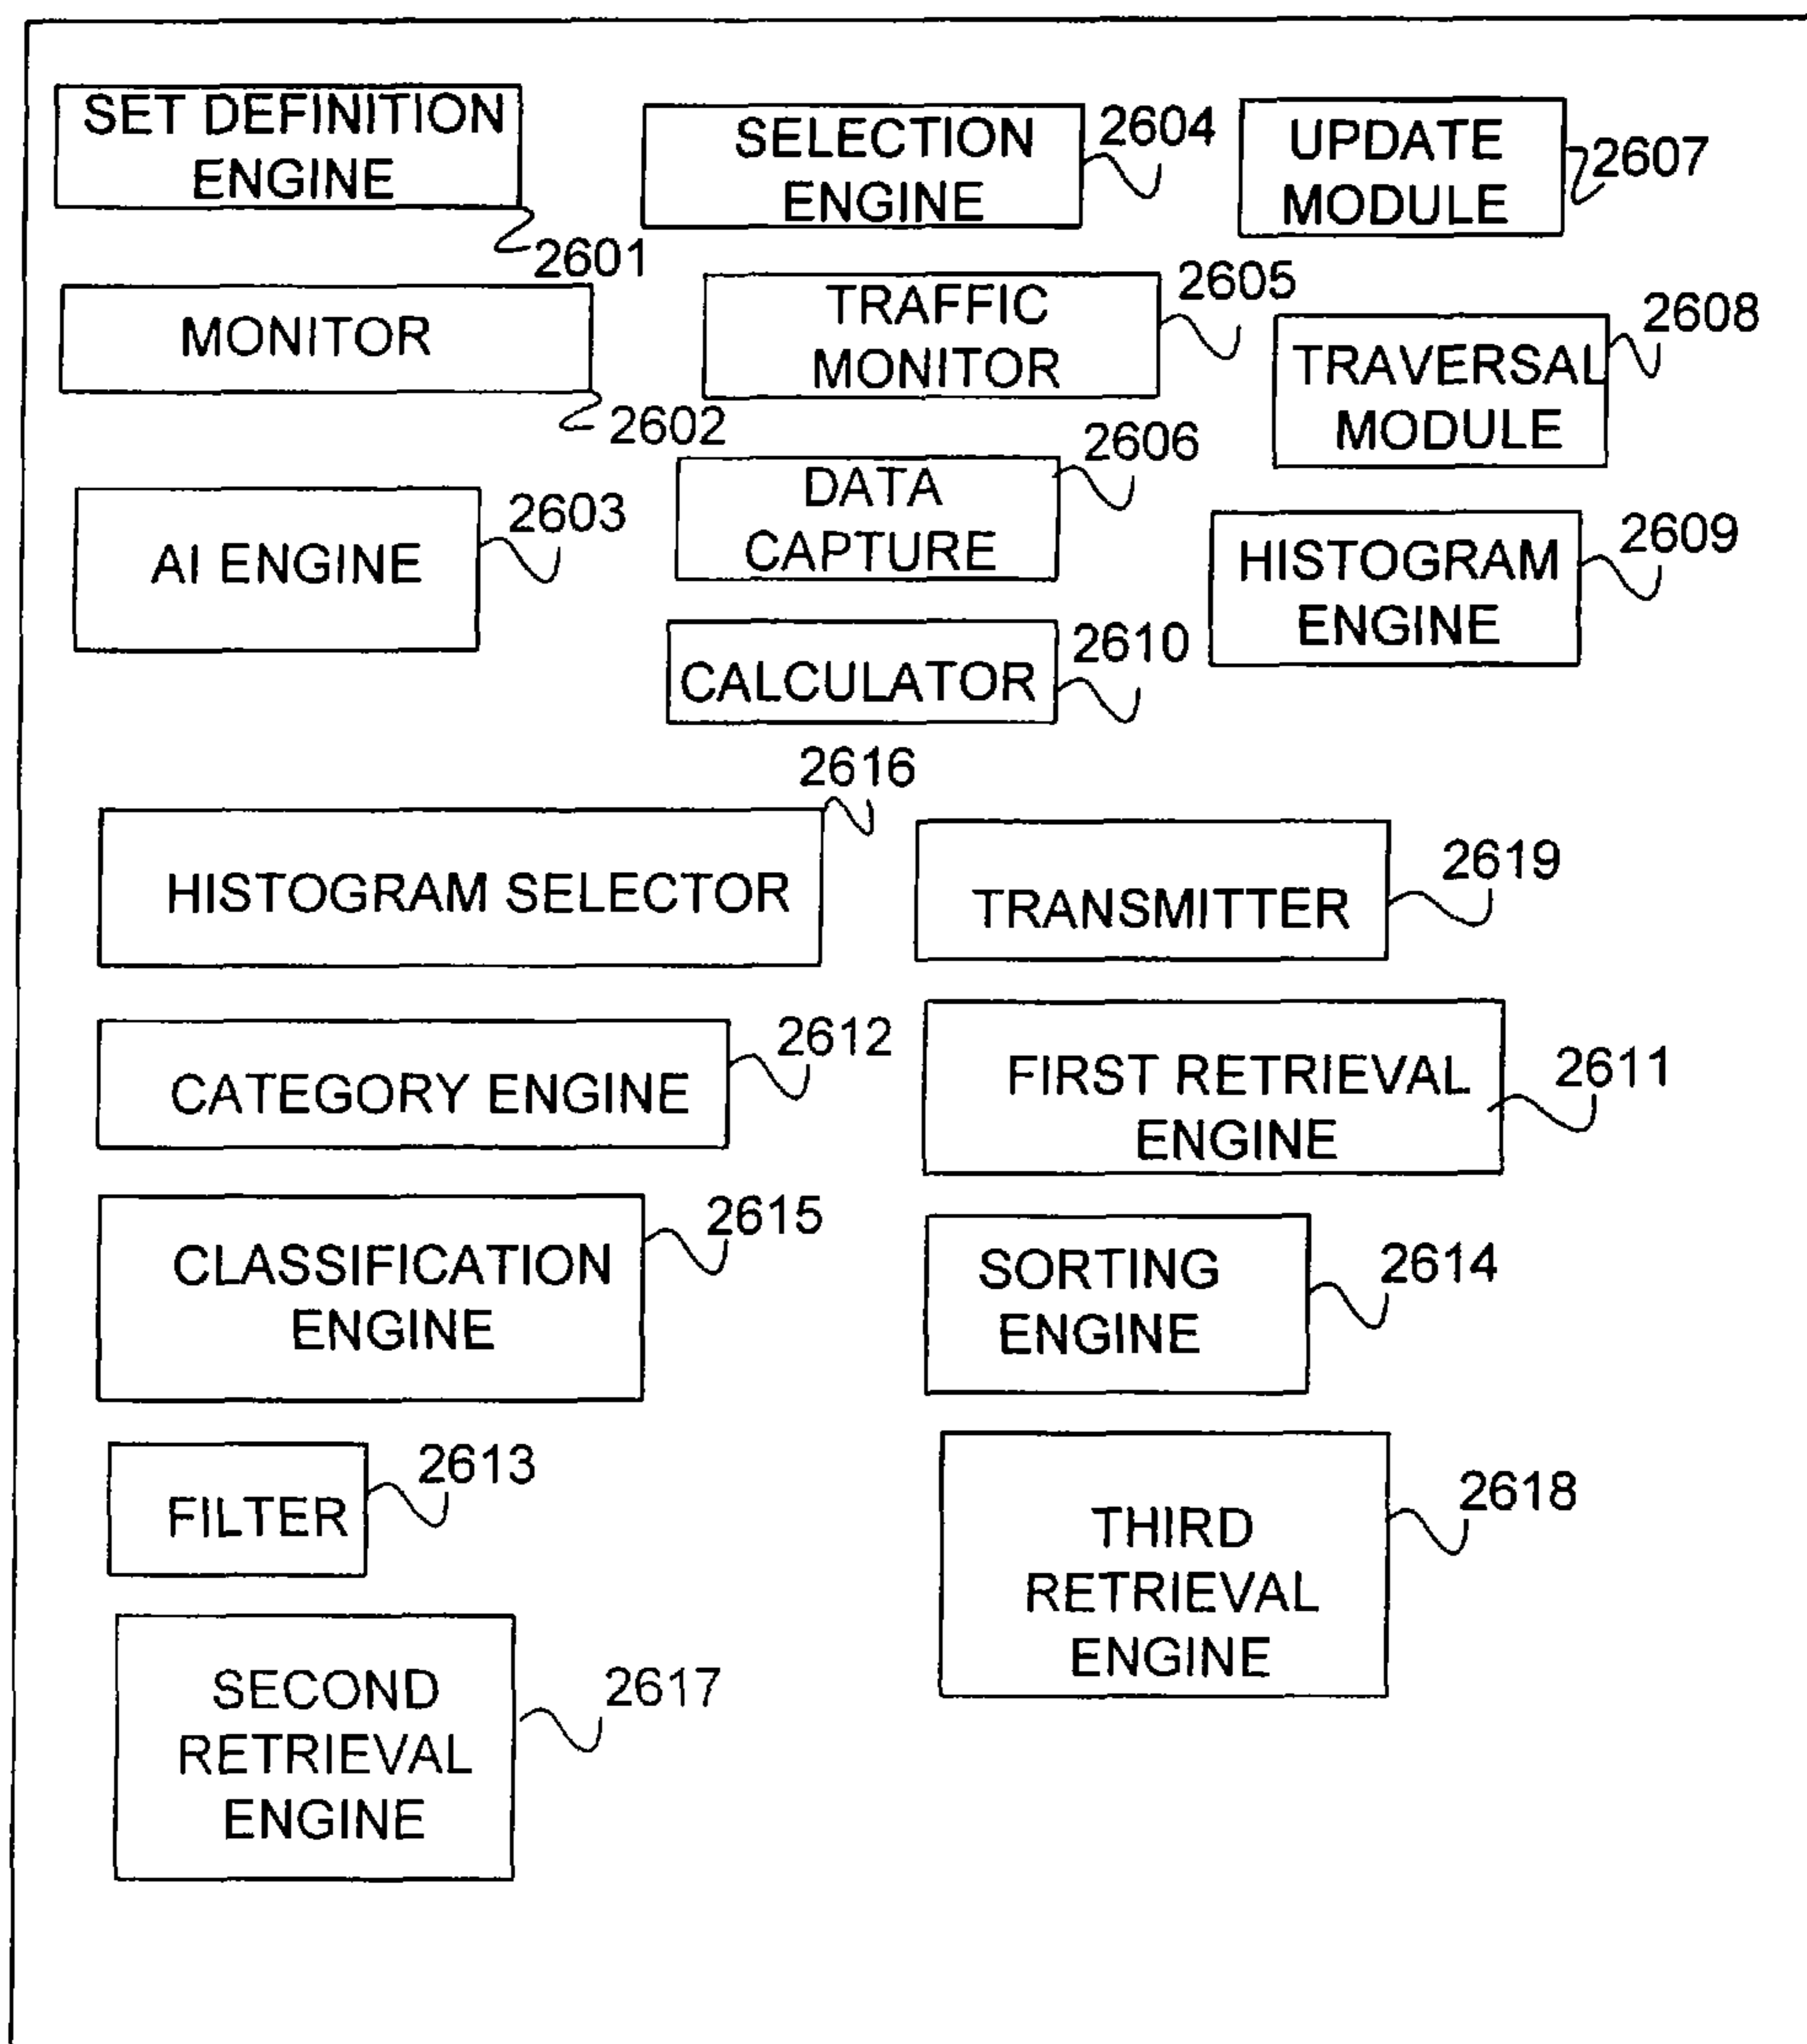 SET DEFINITION
ENGINE
2601
SELECTION
ENGINE
2604
UPDATE
MODULE
2607
MONITOR
2602
TRAFFIC
MONITOR
2605
TRAVERSAL
MODULE
2608
AI ENGINE
2603
DATA
CAPTURE
2606
HISTOGRAM
ENGINE
2609
CALCULATOR
2610
HISTOGRAM SELECTOR
2616
TRANSMITTER
2619
CATEGORY ENGINE
2612
FIRST RETRIEVAL
ENGINE
2611
CLASSIFICATION
ENGINE
2615
SORTING
ENGINE
2614
FILTER
2613
THIRD
RETRIEVAL
ENGINE
2618
SECOND
RETRIEVAL
ENGINE
2617